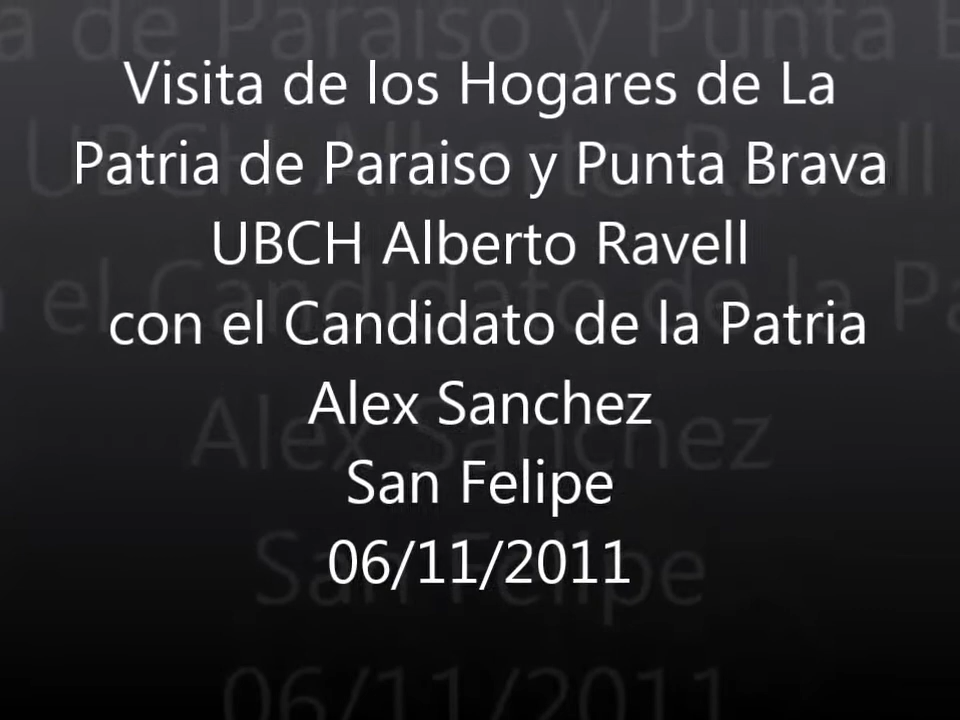 Visita de los Hogares de La
Patria de Paraiso y Punta Brava
UBCH Alberto Ravell
con el Candidato de la Patria
Alex Sanchez
San Felipe
06/11/2011